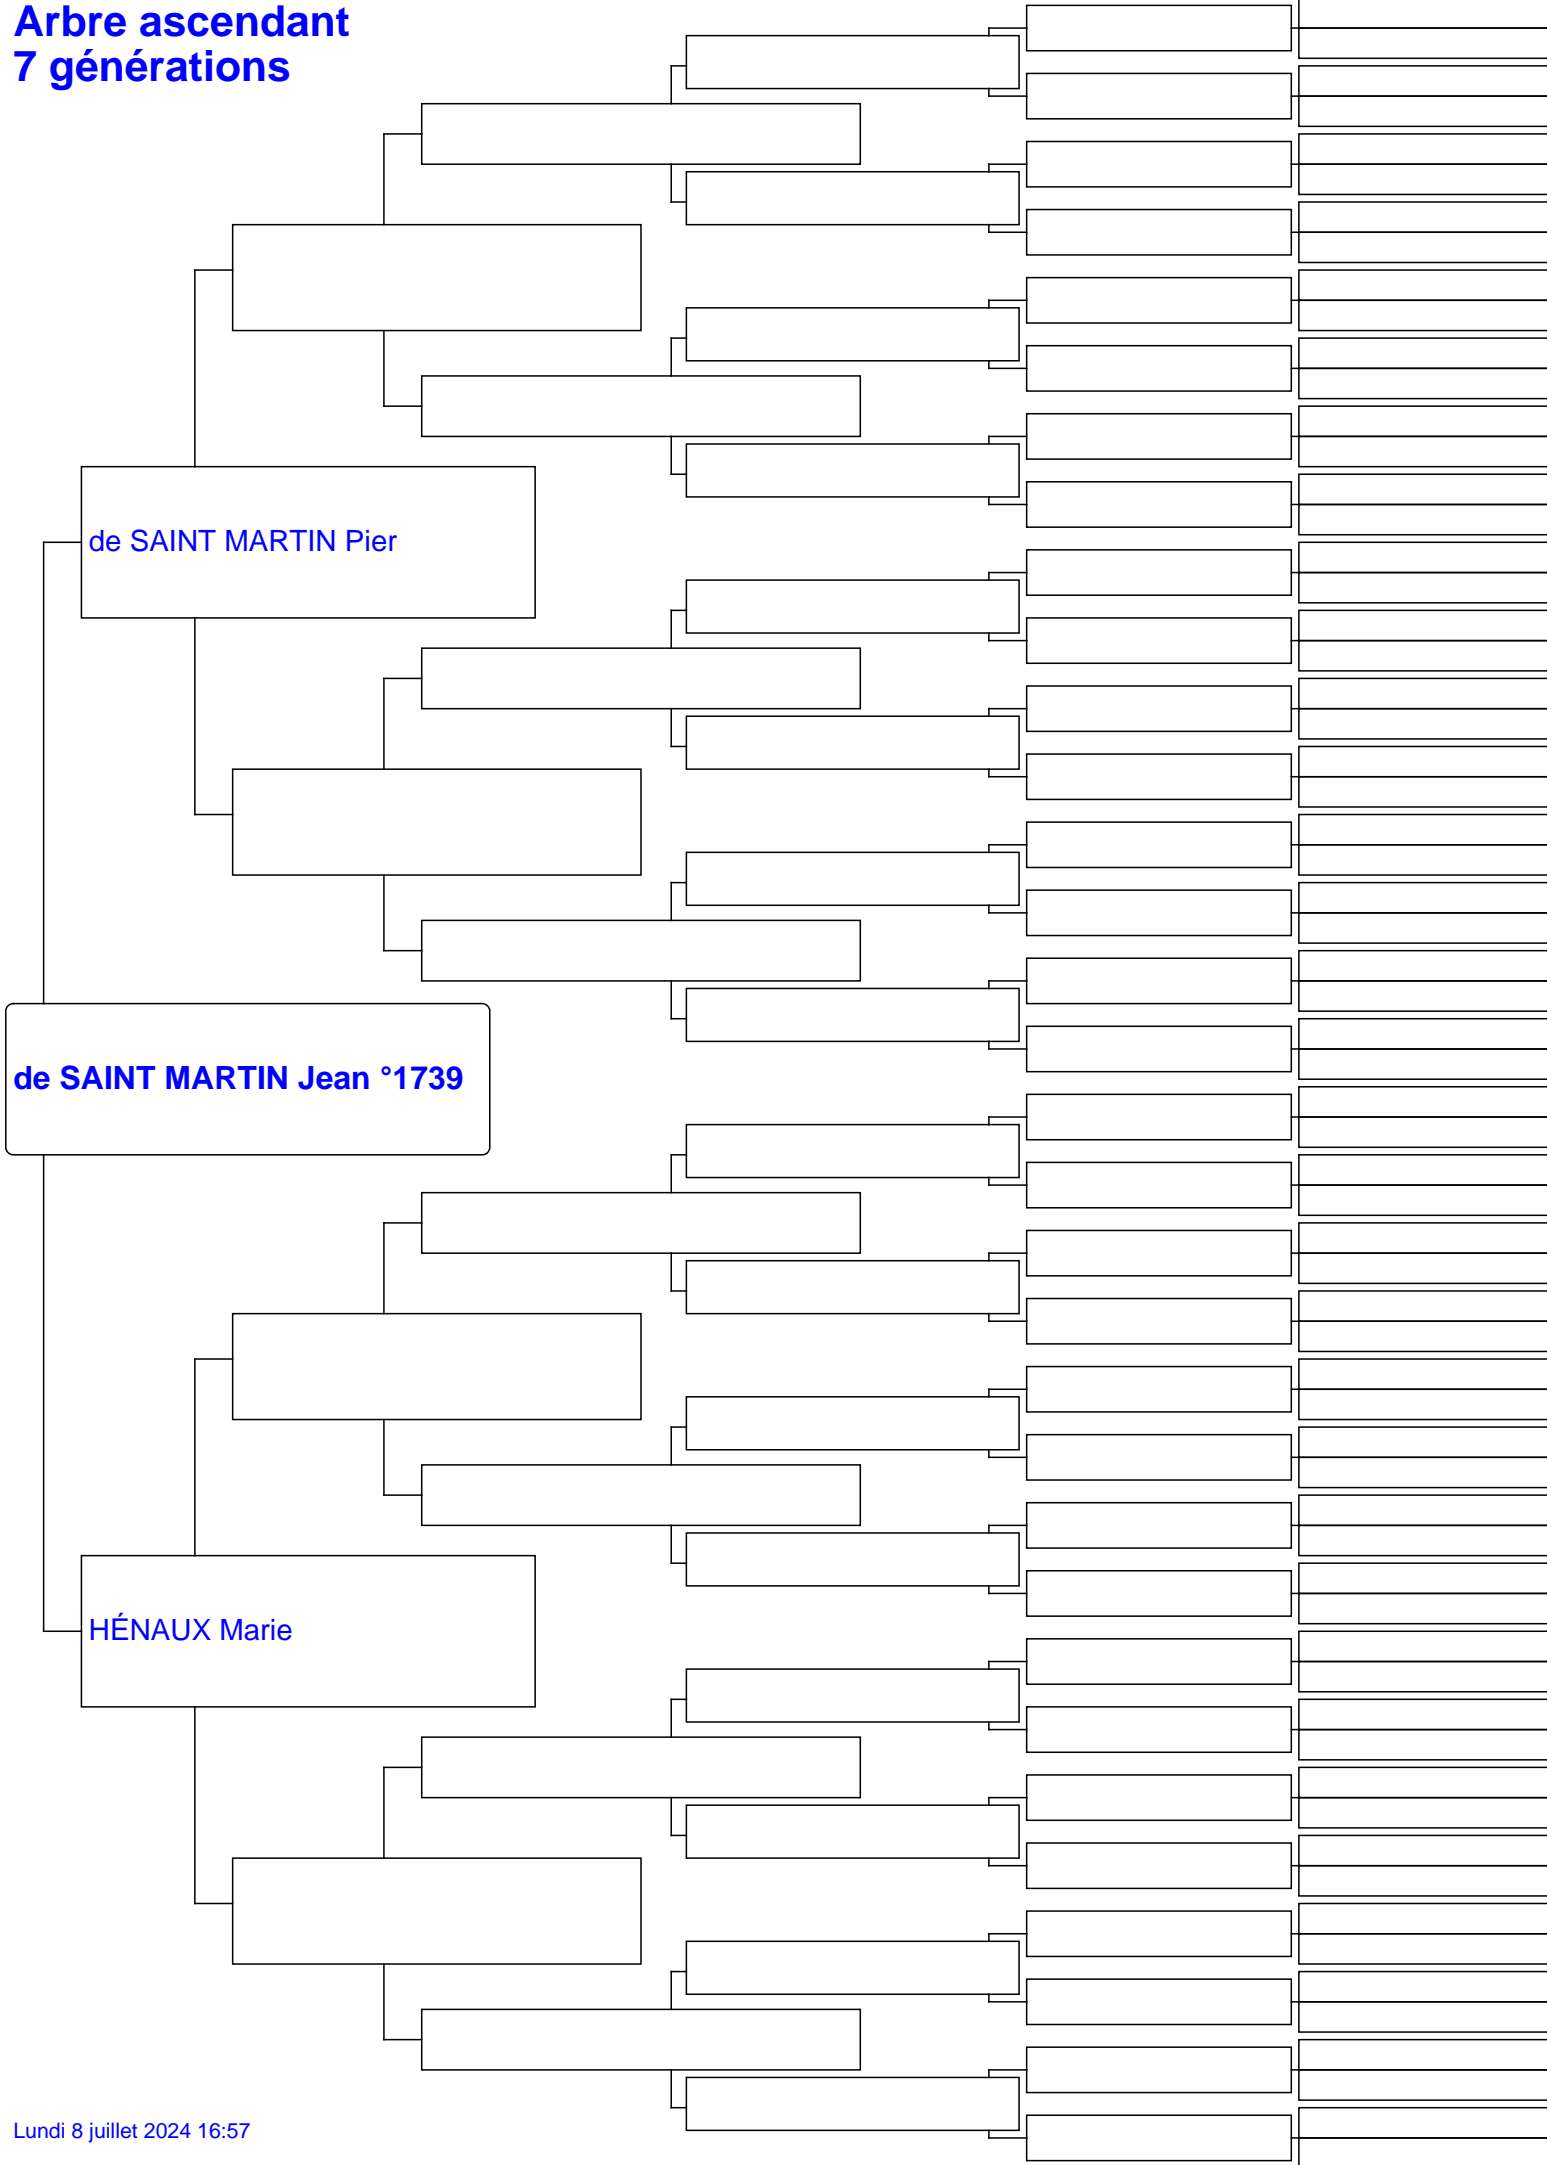 Arbre ascendant
7 générations
de SAINT MARTIN Pier
de SAINT MARTIN Jean °1739
HÉNAUX Marie
Lundi 8 juillet 2024 16:57